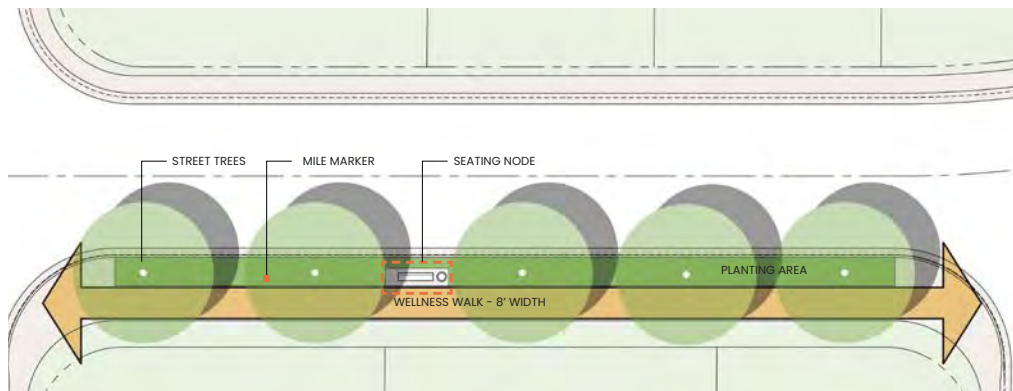 STREET TREES
MILE MARKER
SEATING NODE
PLANTING AREA
WELLNESS WALK - 8' WIDTH